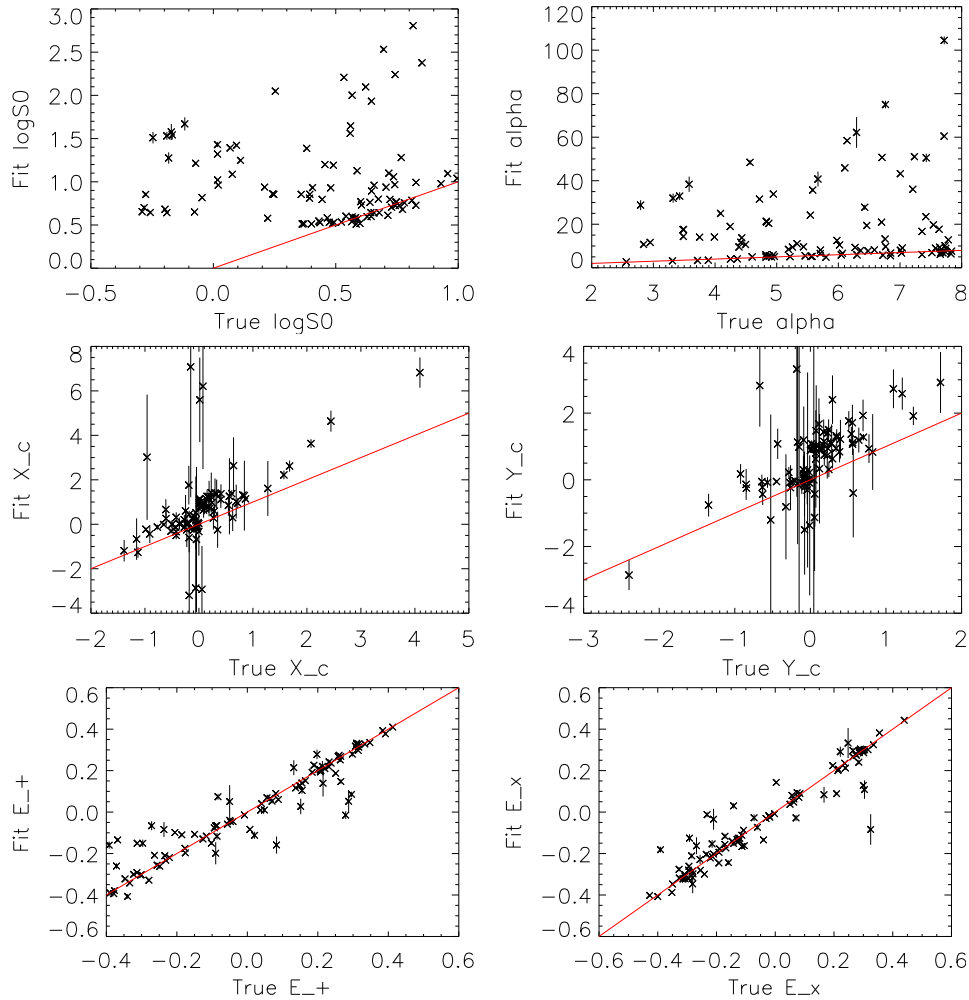 3.0
2.5
2.0
1.5
1.0
0.5
0.0
Fit logS0
−0.5 0.0 0.5 1.0
True logS0
120
100
80
60
40
20
0
Fit alpha
2 3 4 5 6 7 8
True alpha
8
6
4
2
0
−2
−4
Fit X_c
−2 −1 0 1 2 3 4 5
True X_c
4
2
0
−2
−4
Fit Y_c
−3 −2 −1 0 1 2
True Y_c
0.6
0.4
0.2
0.0
−0.2
−0.4
−0.6
Fit E_+
−0.4 −0.2 0.0 0.2 0.4 0.6
True E_+
0.6
0.4
0.2
0.0
−0.2
−0.4
−0.6
Fit E_x
−0.6 −0.4 −0.2 0.0 0.2 0.4 0.6
True E_x